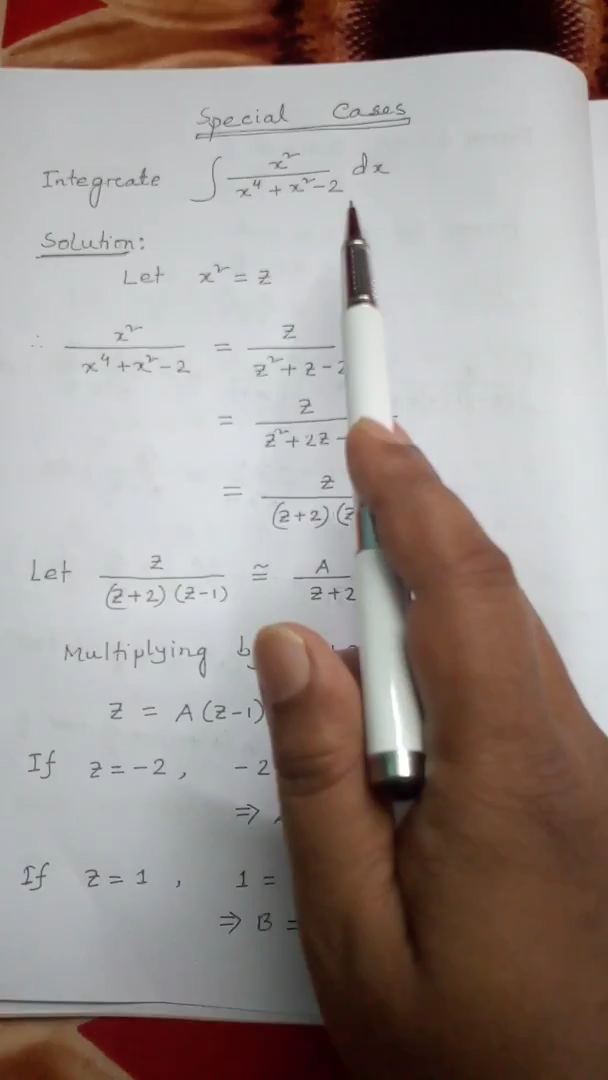 Special Cases
Integrate ∫ x² / (x⁴ + x² - 2) dx
Solution:
Let x² = z
∴ x² / (x⁴ + x² - 2) = z / (z² + z - 2
= z / (z² + 2z -
= z / (z+2)(z
Let z / (z+2)(z-1) ≅ A / (z+2
Multiplying
z = A(z-1)
If z = -2, -2
⇒
If z = 1, 1 =
⇒ B =